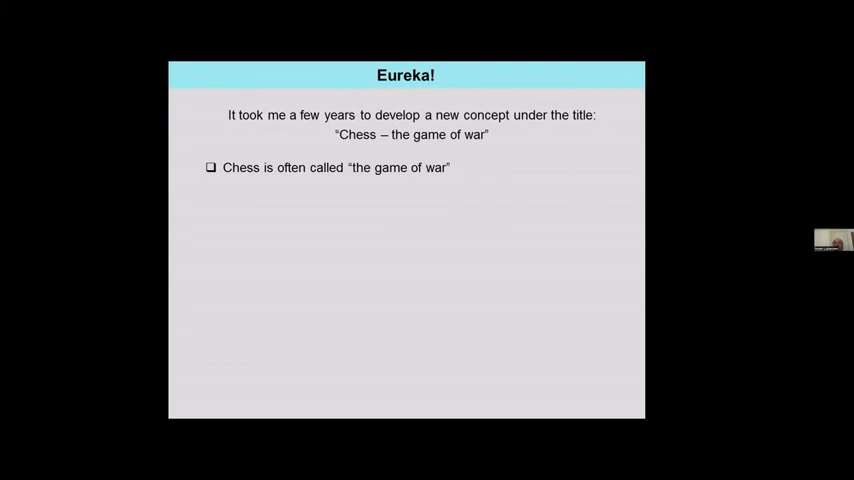 Eureka!
It took me a few years to develop a new concept under the title:
“Chess – the game of war”
❑ Chess is often called “the game of war”